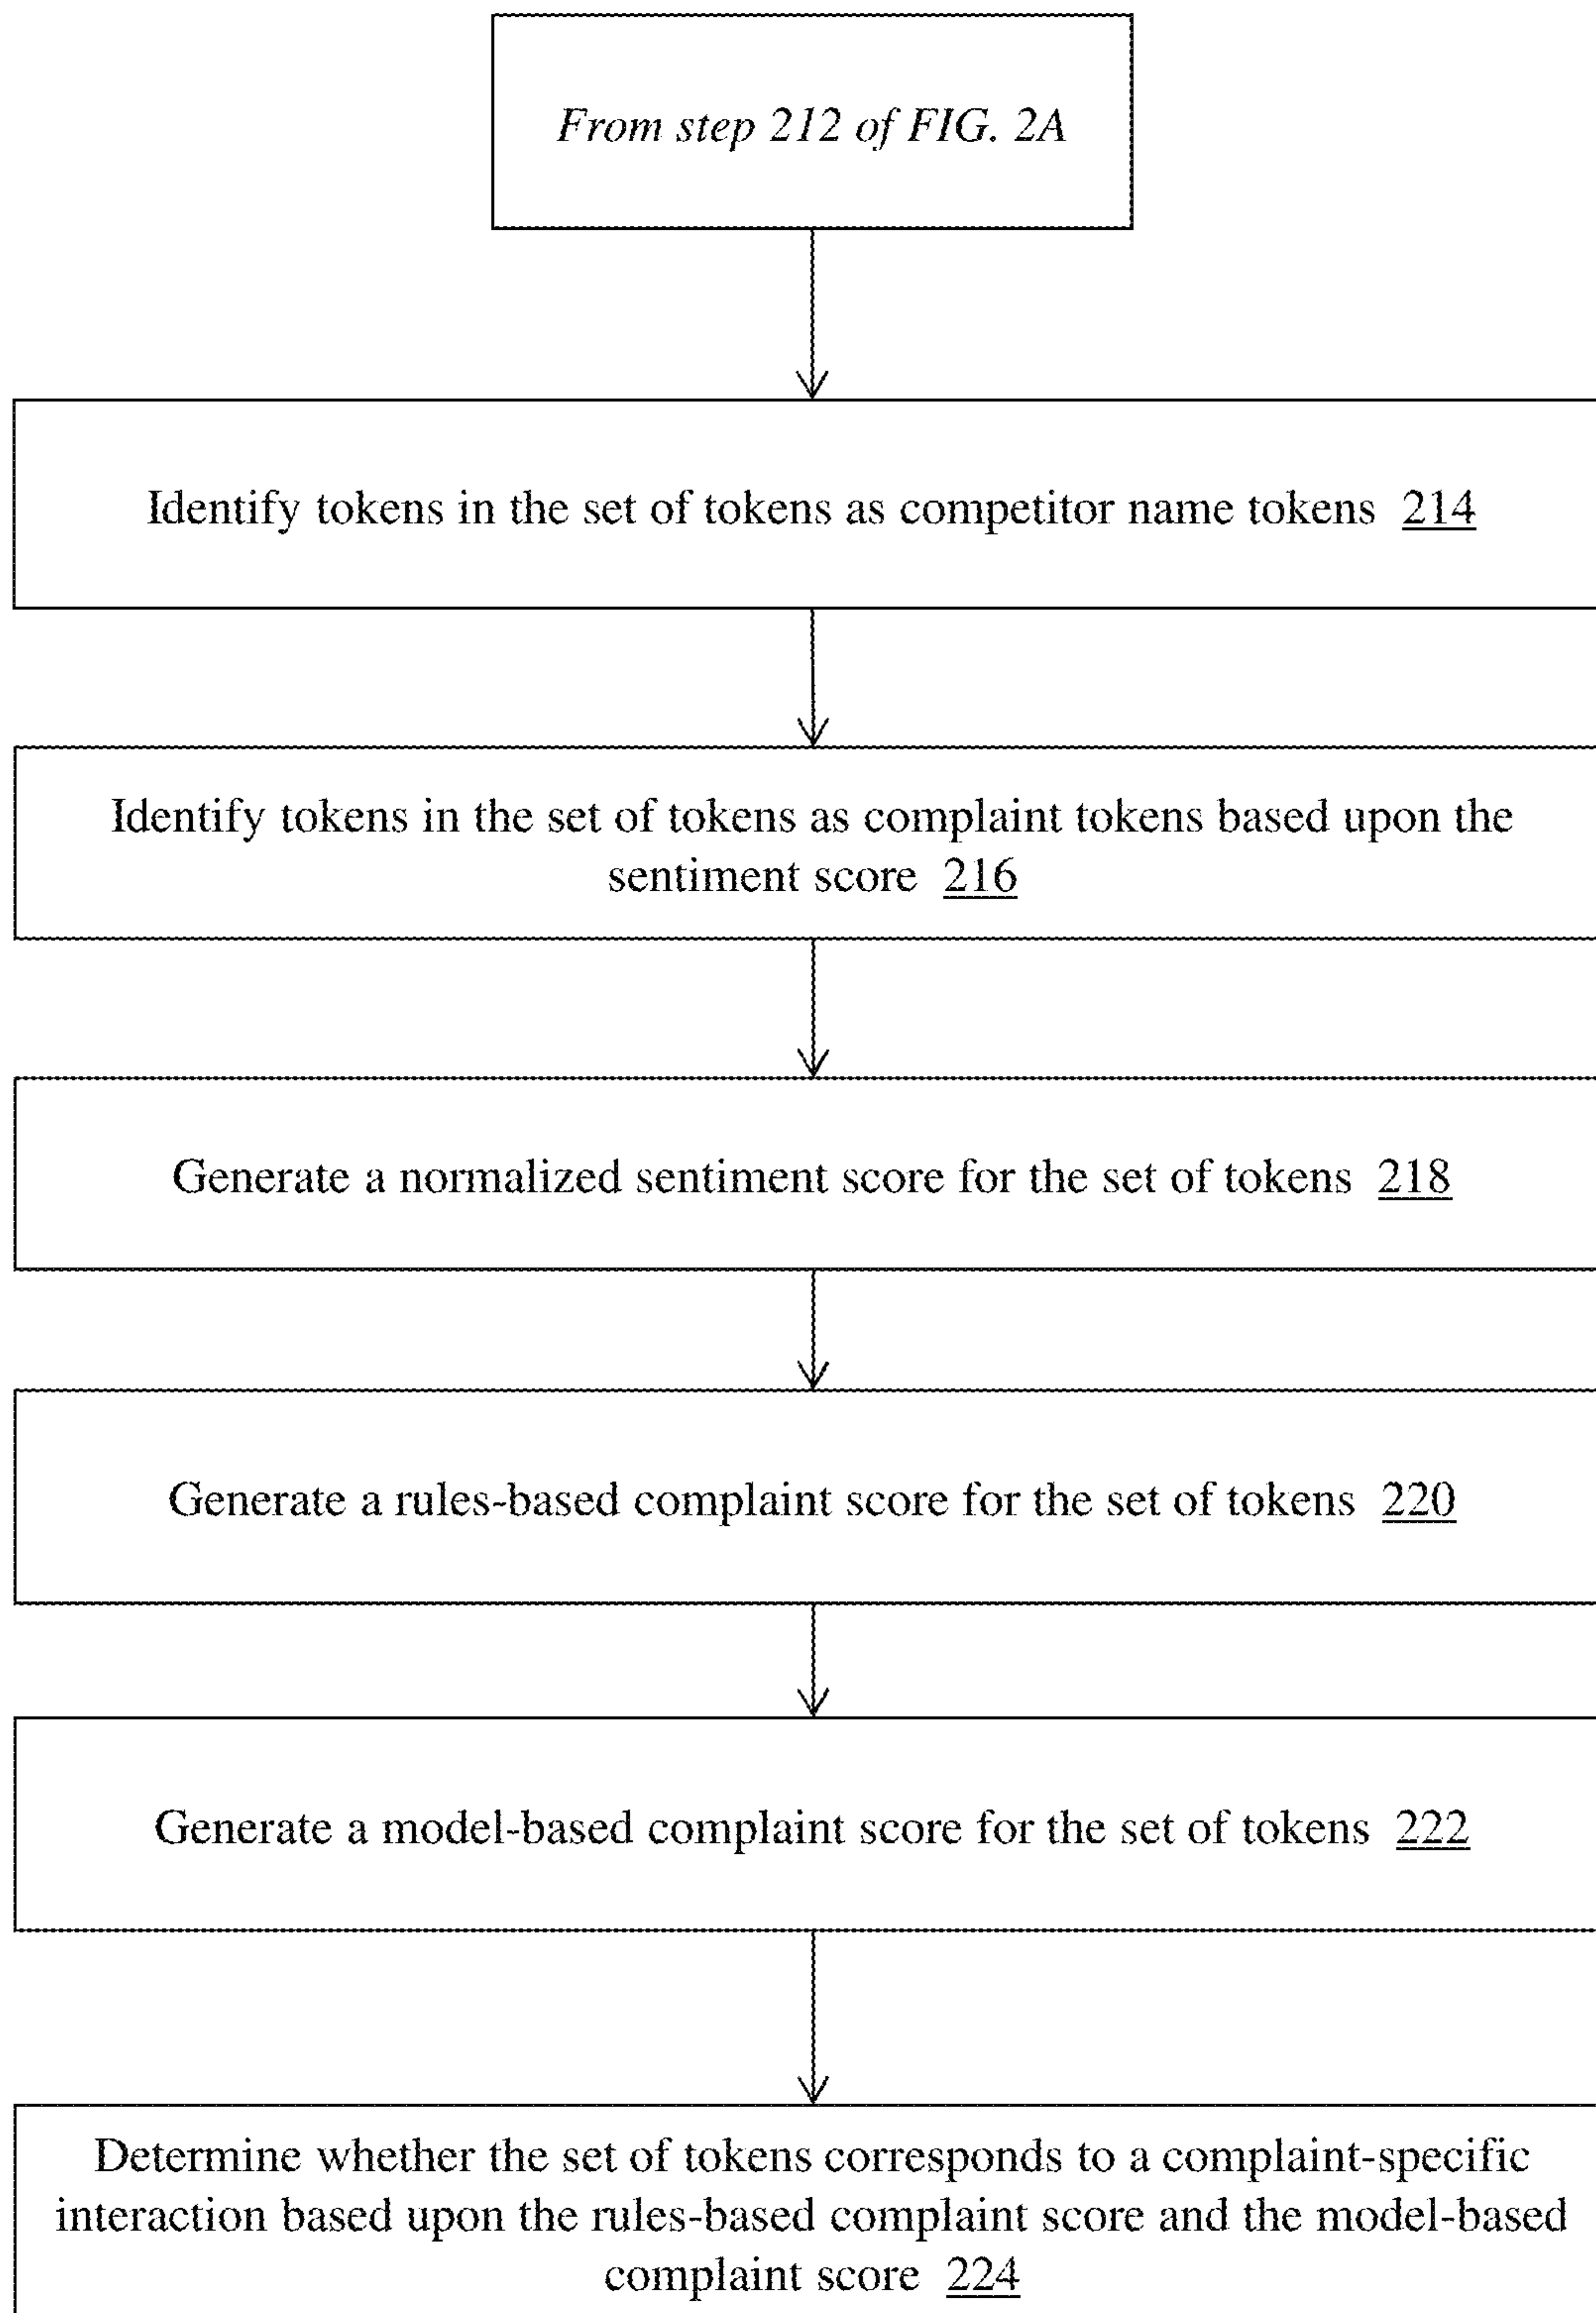 From step 212 of FIG. 2A
Identify tokens in the set of tokens as competitor name tokens 214
Identify tokens in the set of tokens as complaint tokens based upon the
sentiment score 216
Generate a normalized sentiment score for the set of tokens 218
Generate a rules-based complaint score for the set of tokens 220
Generate a model-based complaint score for the set of tokens 222
Determine whether the set of tokens corresponds to a complaint-specific
interaction based upon the rules-based complaint score and the model-based
complaint score 224